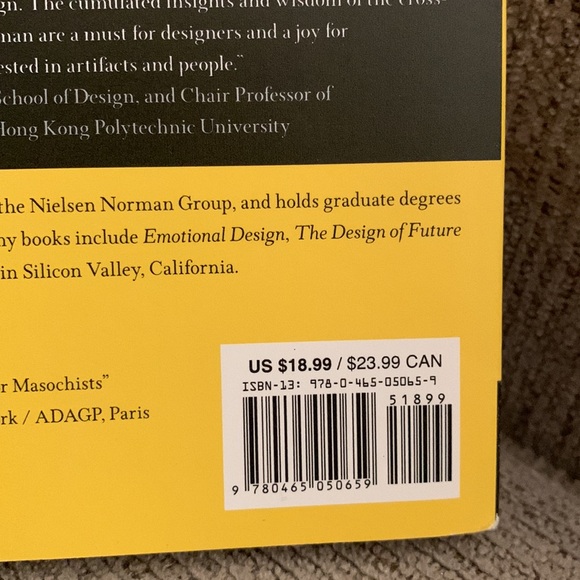 gn. The cumulated insights and wisdom of the cross-
man are a must for designers and a joy for
ested in artifacts and people."
School of Design, and Chair Professor of
Hong Kong Polytechnic University
the Nielsen Norman Group, and holds graduate degrees
ny books include Emotional Design, The Design of Future
in Silicon Valley, California.
r Masochists"
rk / ADAGP, Paris
US $18.99 / $23.99 CAN
ISBN-13: 978-0-465-05065-9
51899
9 780465 050659